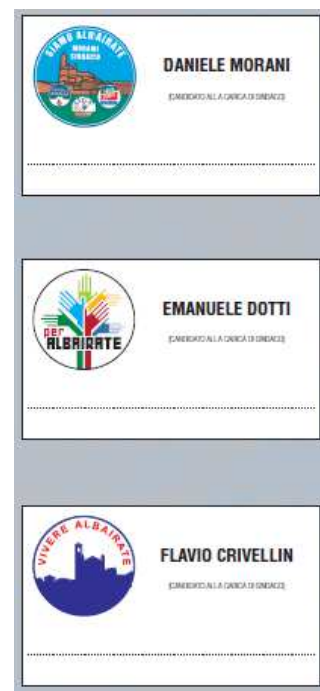 SIAMO ALBAIRATE
MORANI
SINDACO
DANIELE MORANI
(CANDIDATO ALLA CARICA DI SINDACO)
per
ALBAIRATE
EMANUELE DOTTI
(CANDIDATO ALLA CARICA DI SINDACO)
VIVERE ALBAIRATE
FLAVIO CRIVELLIN
(CANDIDATO ALLA CARICA DI SINDACO)